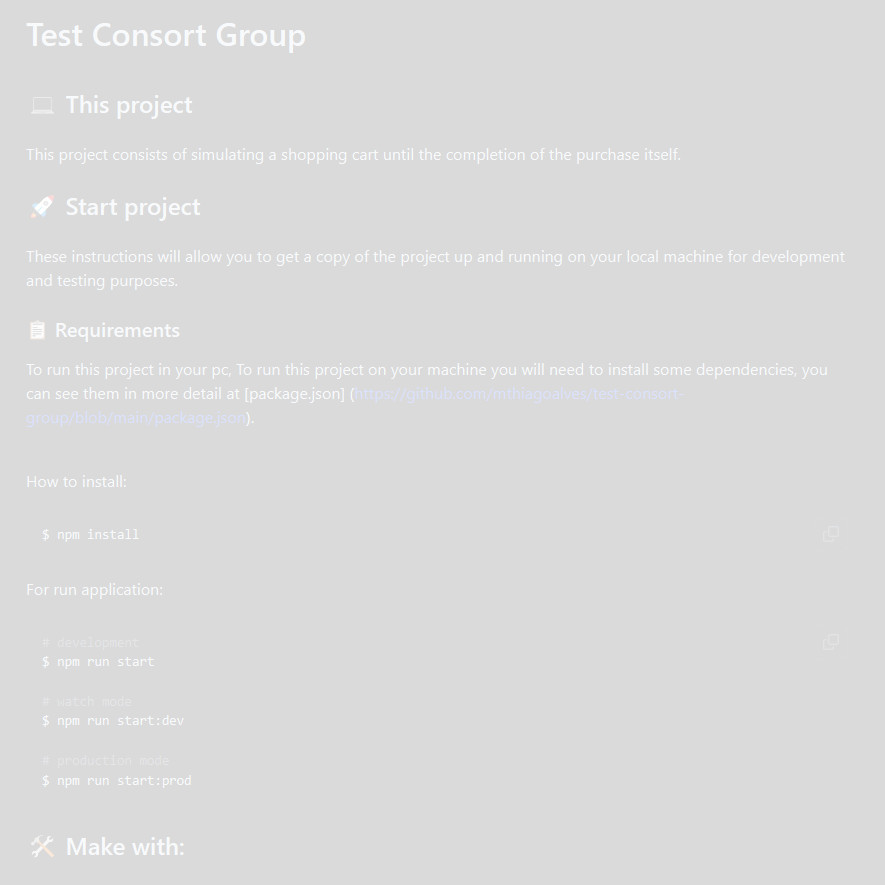 Test Consort Group
💻 This project
This project consists of simulating a shopping cart until the completion of the purchase itself.
🚀 Start project
These instructions will allow you to get a copy of the project up and running on your local machine for development
and testing purposes.
📋 Requirements
To run this project in your pc, To run this project on your machine you will need to install some dependencies, you
can see them in more detail at [package.json] (https://github.com/mthiagoalves/test-consort-
group/blob/main/package.json).
How to install:
$ npm install
For run application:
# development
$ npm run start
# watch mode
$ npm run start:dev
# production mode
$ npm run start:prod
🛠️ Make with: